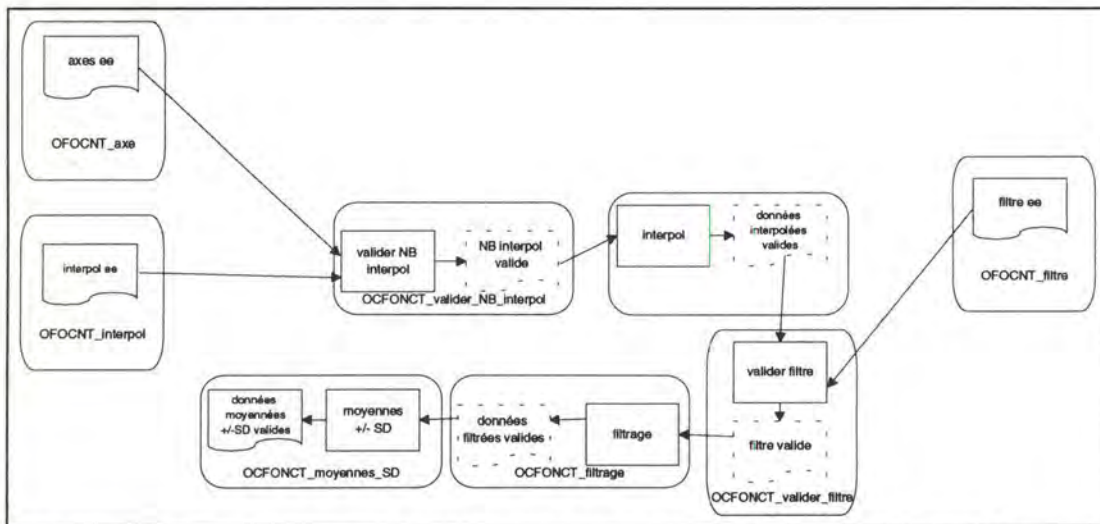 axes ee
OFOCNT_axe
interpol ee
OFOCNT_interpol
valider NB
interpol
NB interpol
valide
OCFONCT_valider_NB_interpol
interpol
données
interpolées
valides
filtre ee
OFOCNT_filtre
valider filtre
filtre valide
OCFONCT_valider_filtre
filtrage
données
filtrées valides
OCFONCT_filtrage
moyennes
+/- SD
données
moyennées
+/-SD valides
OCFONCT_moyennes_SD